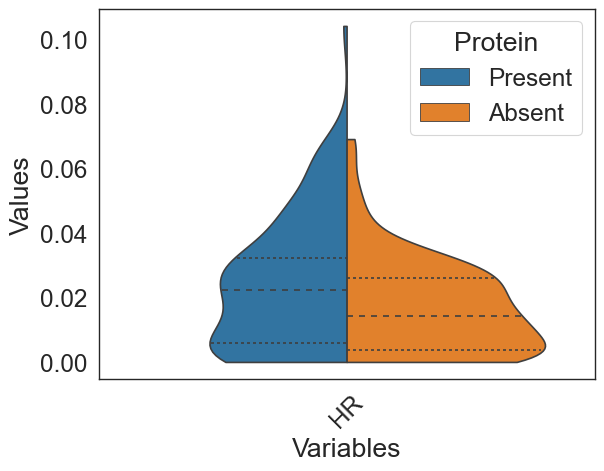 Protein
Present
Absent
0.10
0.08
0.06
0.04
0.02
0.00
Values
HR
Variables